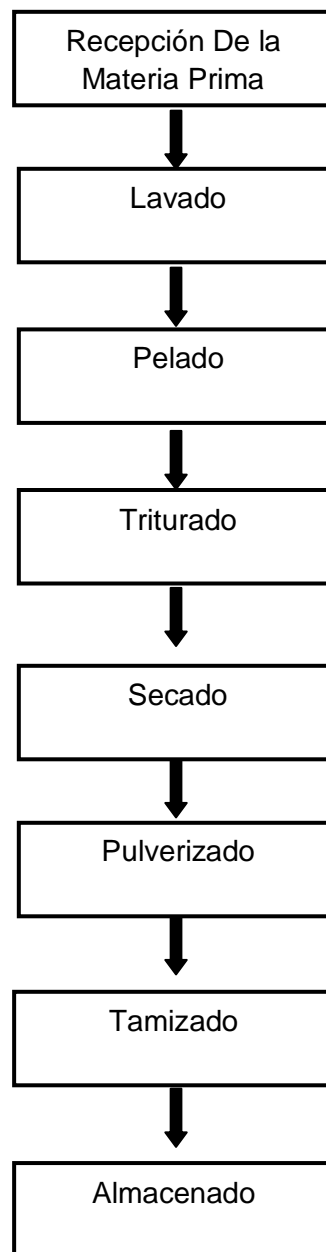 Recepción De la
Materia Prima
Lavado
Pelado
Triturado
Secado
Pulverizado
Tamizado
Almacenado